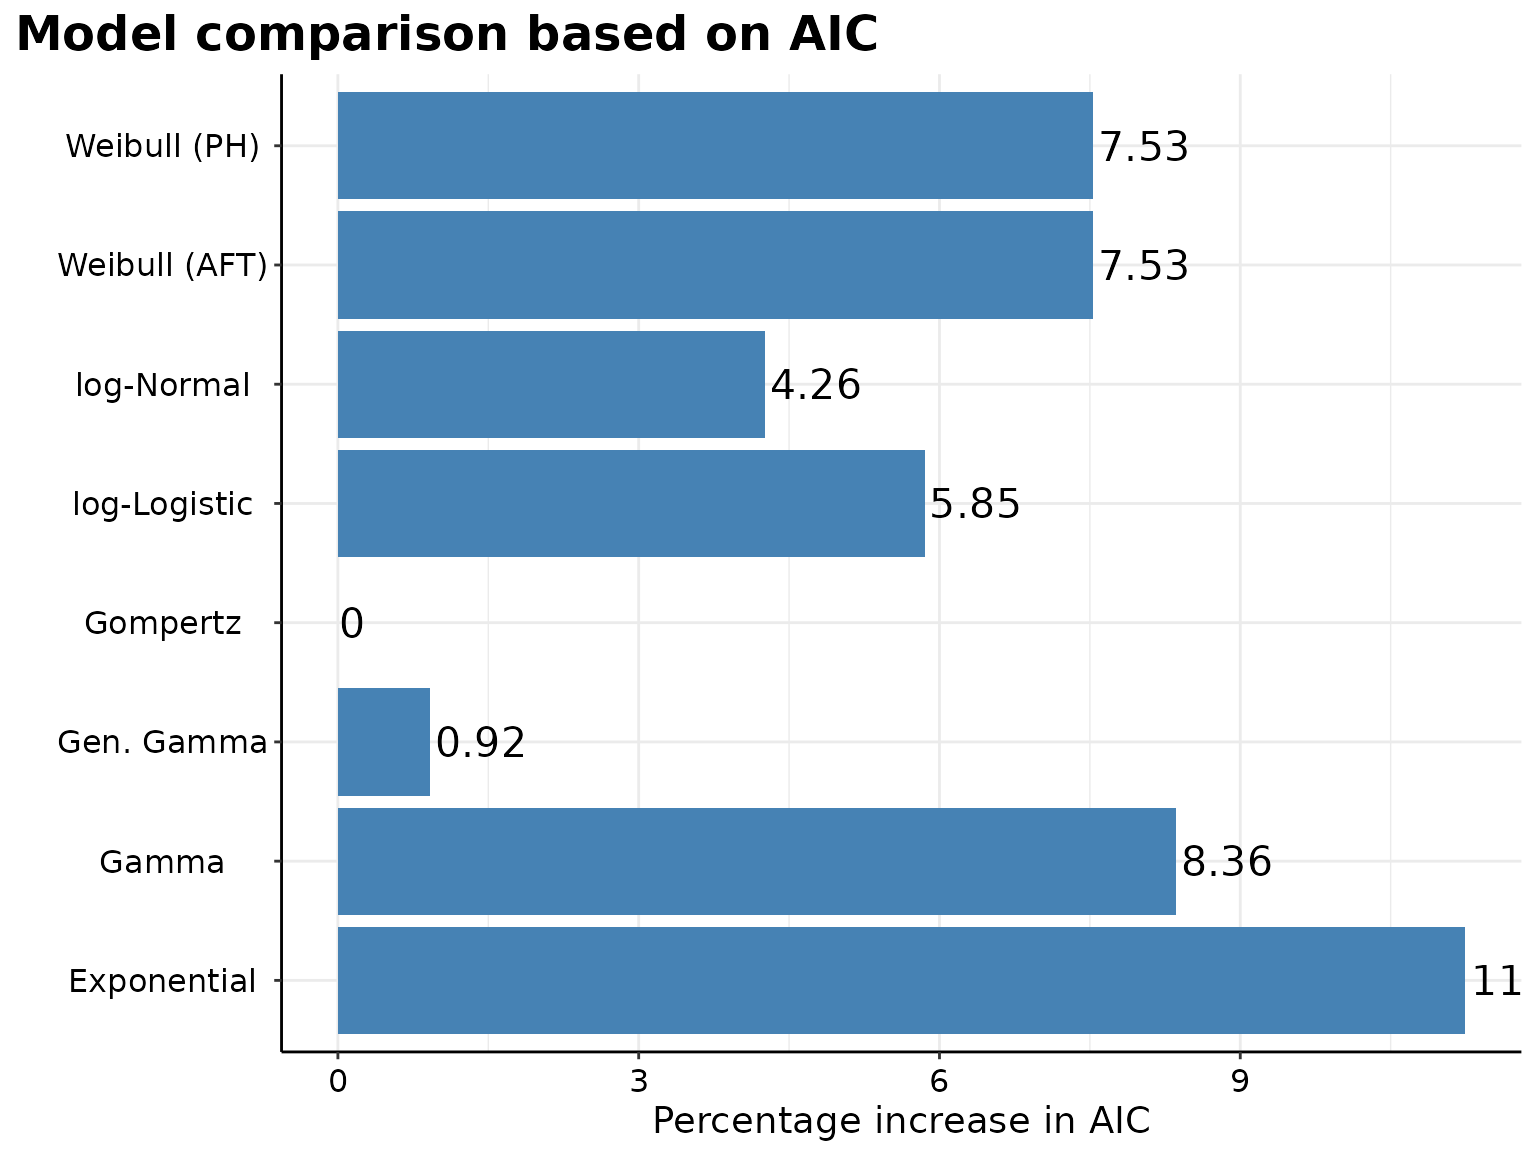 Model comparison based on AIC
Weibull (PH) 7.53
Weibull (AFT) 7.53
log-Normal 4.26
log-Logistic 5.85
Gompertz 0
Gen. Gamma 0.92
Gamma 8.36
Exponential 11
0 3 6 9
Percentage increase in AIC